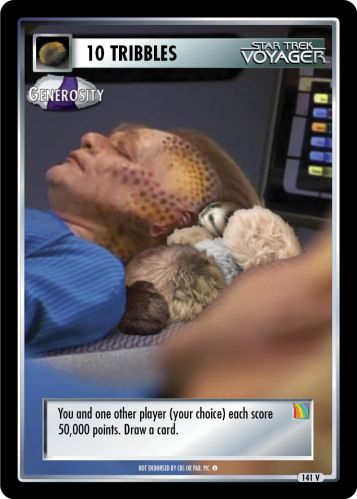 10 TRIBBLES
STAR TREK
VOYAGER
GENEROSITY
You and one other player (your choice) each score
50,000 points. Draw a card.
NOT ENDORSED BY CBS OR PAR. PIC
141 V